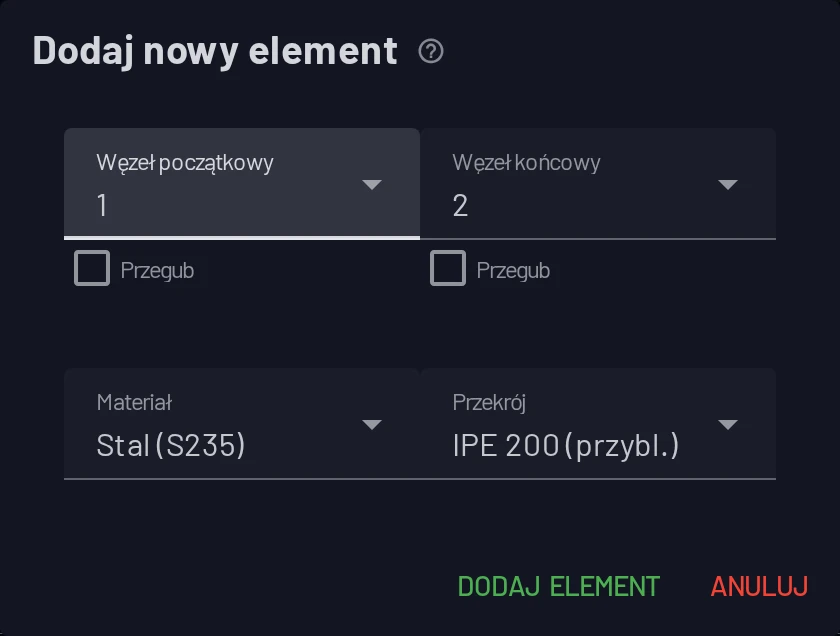 Dodaj nowy element ?
Węzeł początkowy
1
Węzeł końcowy
2
Przegub
Przegub
Materiał
Stal (S235)
Przekrój
IPE 200 (przybl.)
DODAJ ELEMENT
ANULUJ